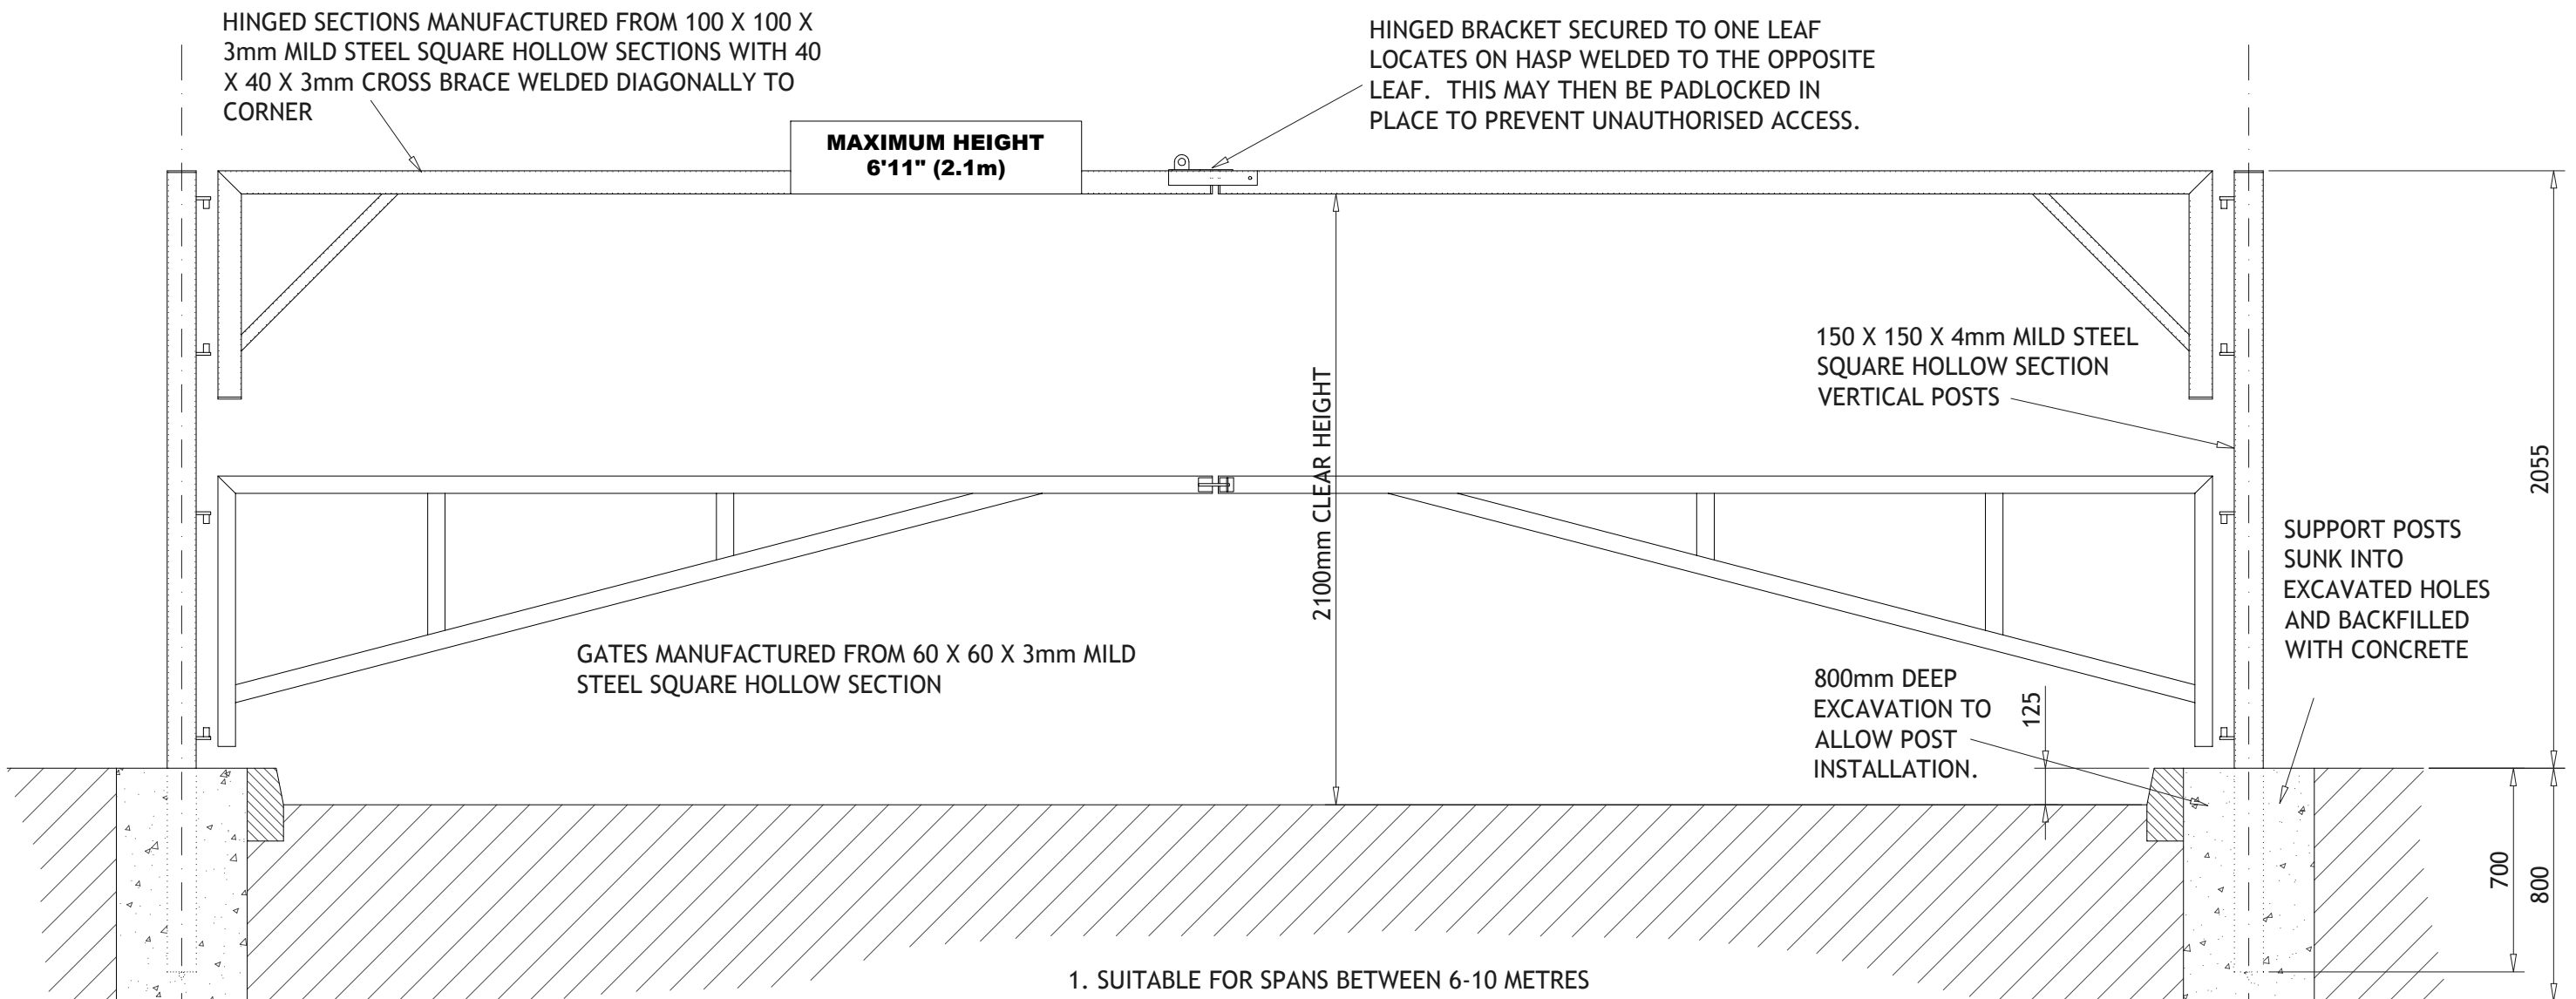 HINGED SECTIONS MANUFACTURED FROM 100 X 100 X
3mm MILD STEEL SQUARE HOLLOW SECTIONS WITH 40
X 40 X 3mm CROSS BRACE WELDED DIAGONALLY TO
CORNER
HINGED BRACKET SECURED TO ONE LEAF
LOCATES ON HASP WELDED TO THE OPPOSITE
LEAF. THIS MAY THEN BE PADLOCKED IN
PLACE TO PREVENT UNAUTHORISED ACCESS.
MAXIMUM HEIGHT
6'11" (2.1m)
2100mm CLEAR HEIGHT
150 X 150 X 4mm MILD STEEL
SQUARE HOLLOW SECTION
VERTICAL POSTS
2055
SUPPORT POSTS
SUNK INTO
EXCAVATED HOLES
AND BACKFILLED
WITH CONCRETE
GATES MANUFACTURED FROM 60 X 60 X 3mm MILD
STEEL SQUARE HOLLOW SECTION
800mm DEEP
EXCAVATION TO
ALLOW POST
INSTALLATION.
125
700
800
1. SUITABLE FOR SPANS BETWEEN 6-10 METRES